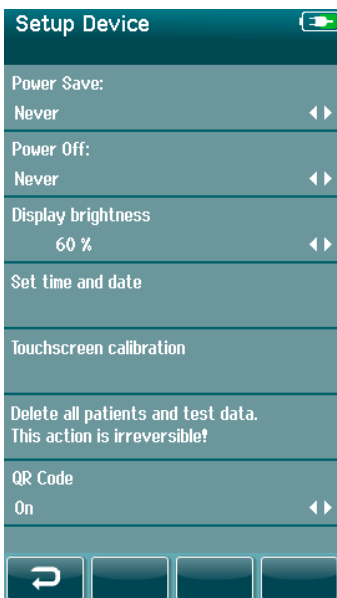 Setup Device
Power Save:
Never
Power Off:
Never
Display brightness
60 %
Set time and date
Touchscreen calibration
Delete all patients and test data.
This action is irreversible!
QR Code
On